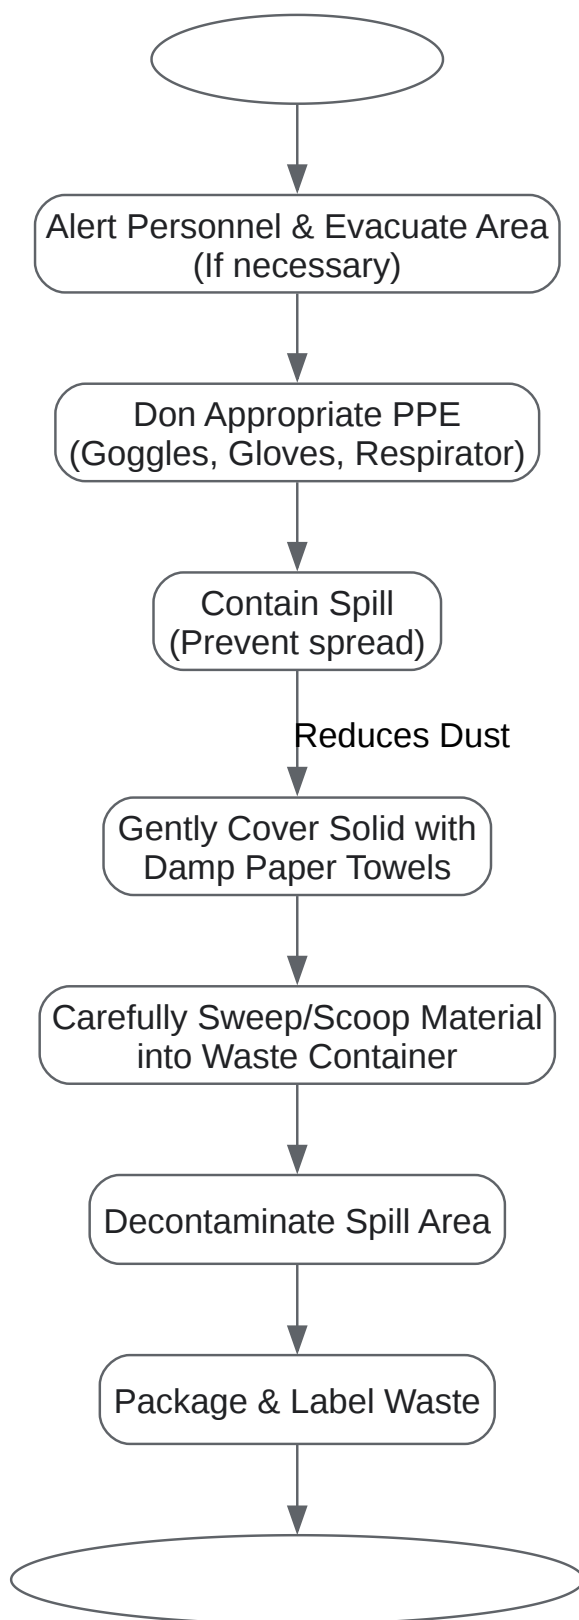 Alert Personnel & Evacuate Area
(If necessary)
Don Appropriate PPE
(Goggles, Gloves, Respirator)
Contain Spill
(Prevent spread)
Reduces Dust
Gently Cover Solid with
Damp Paper Towels
Carefully Sweep/Scoop Material
into Waste Container
Decontaminate Spill Area
Package & Label Waste